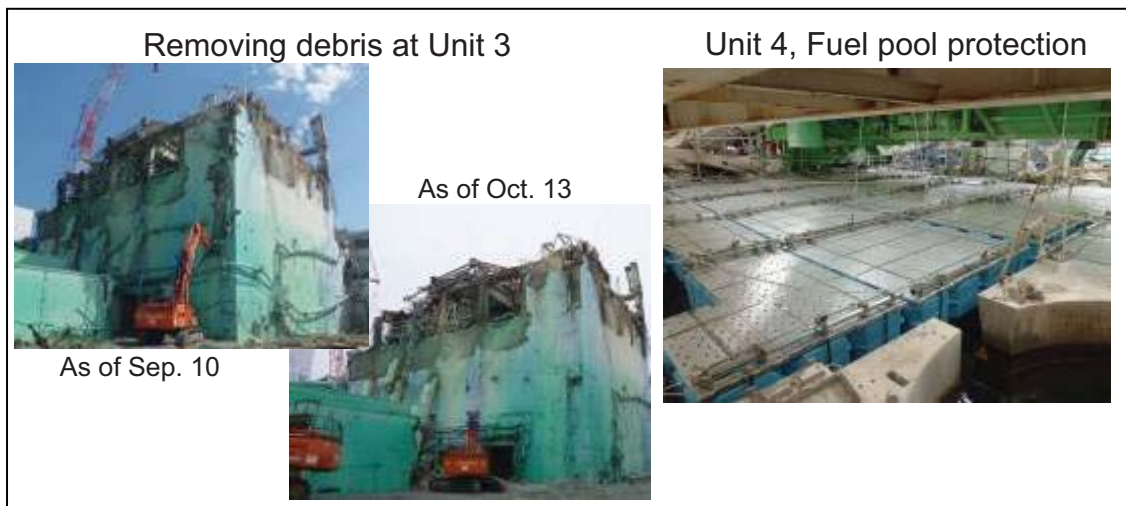 Removing debris at Unit 3
Unit 4, Fuel pool protection
As of Oct. 13
As of Sep. 10